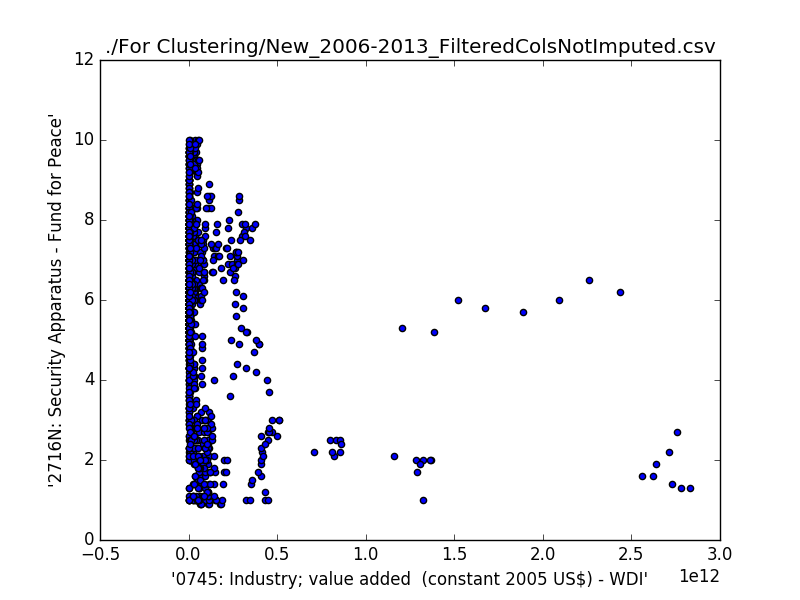 ./For Clustering/New_2006-2013_FilteredColsNotImputed.csv
12
10
8
6
4
2
0
'2716N: Security Apparatus - Fund for Peace'
−0.5 0.0 0.5 1.0 1.5 2.0 2.5 3.0
1e12
'0745: Industry; value added  (constant 2005 US$) - WDI'